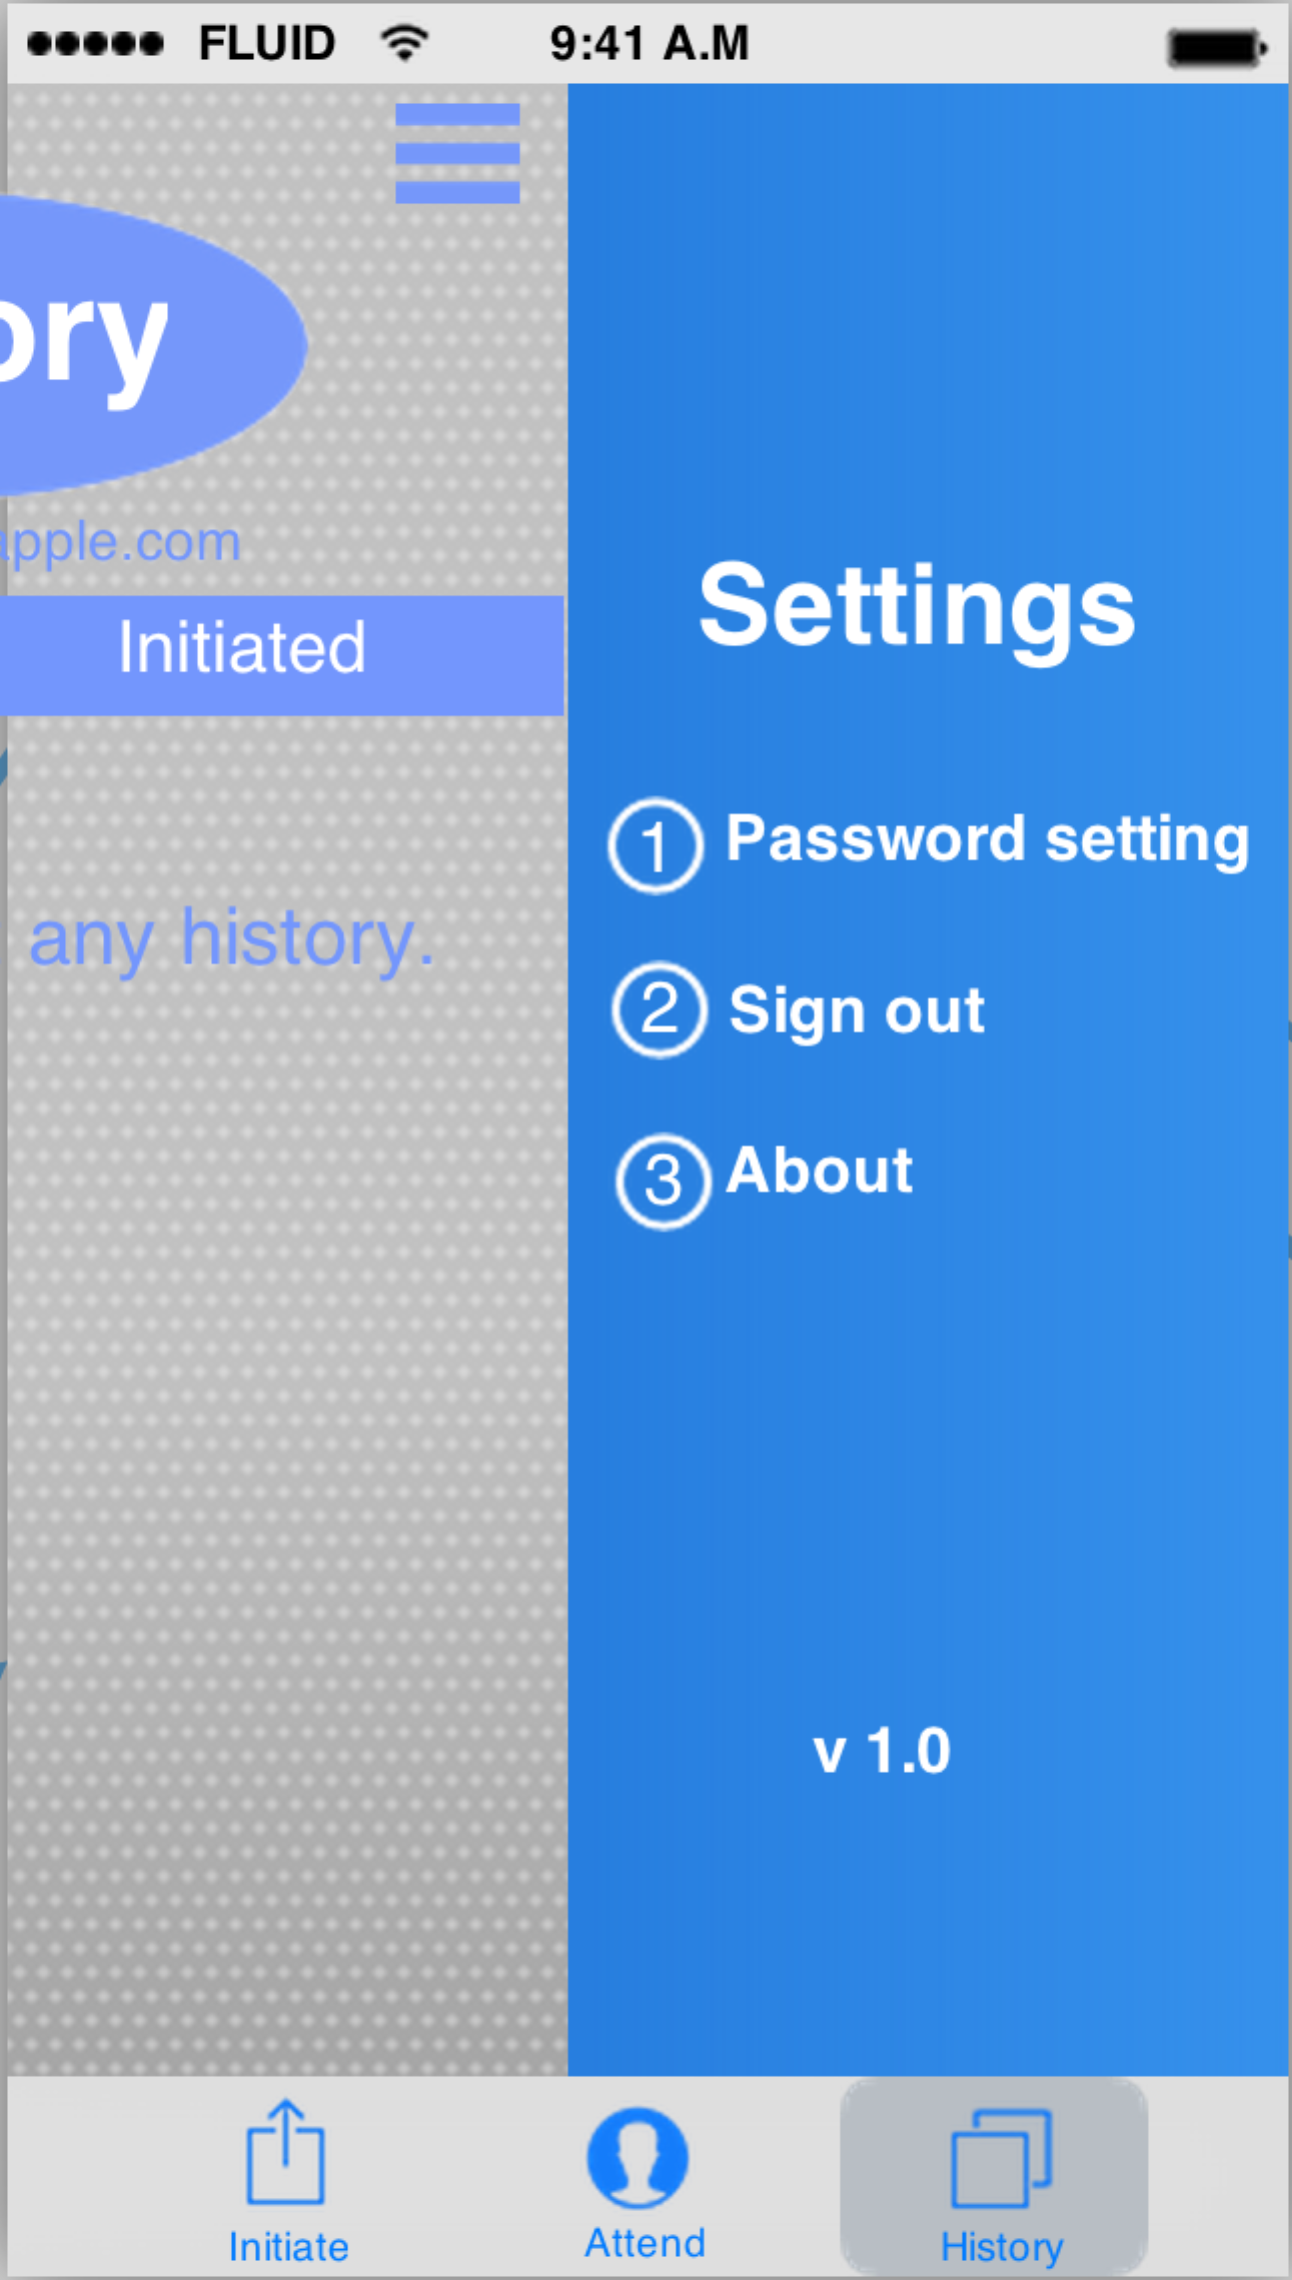 FLUID 9:41 A.M
ory
apple.com
Initiated
any history.
Settings
1 Password setting
2 Sign out
3 About
v 1.0
Initiate Attend History